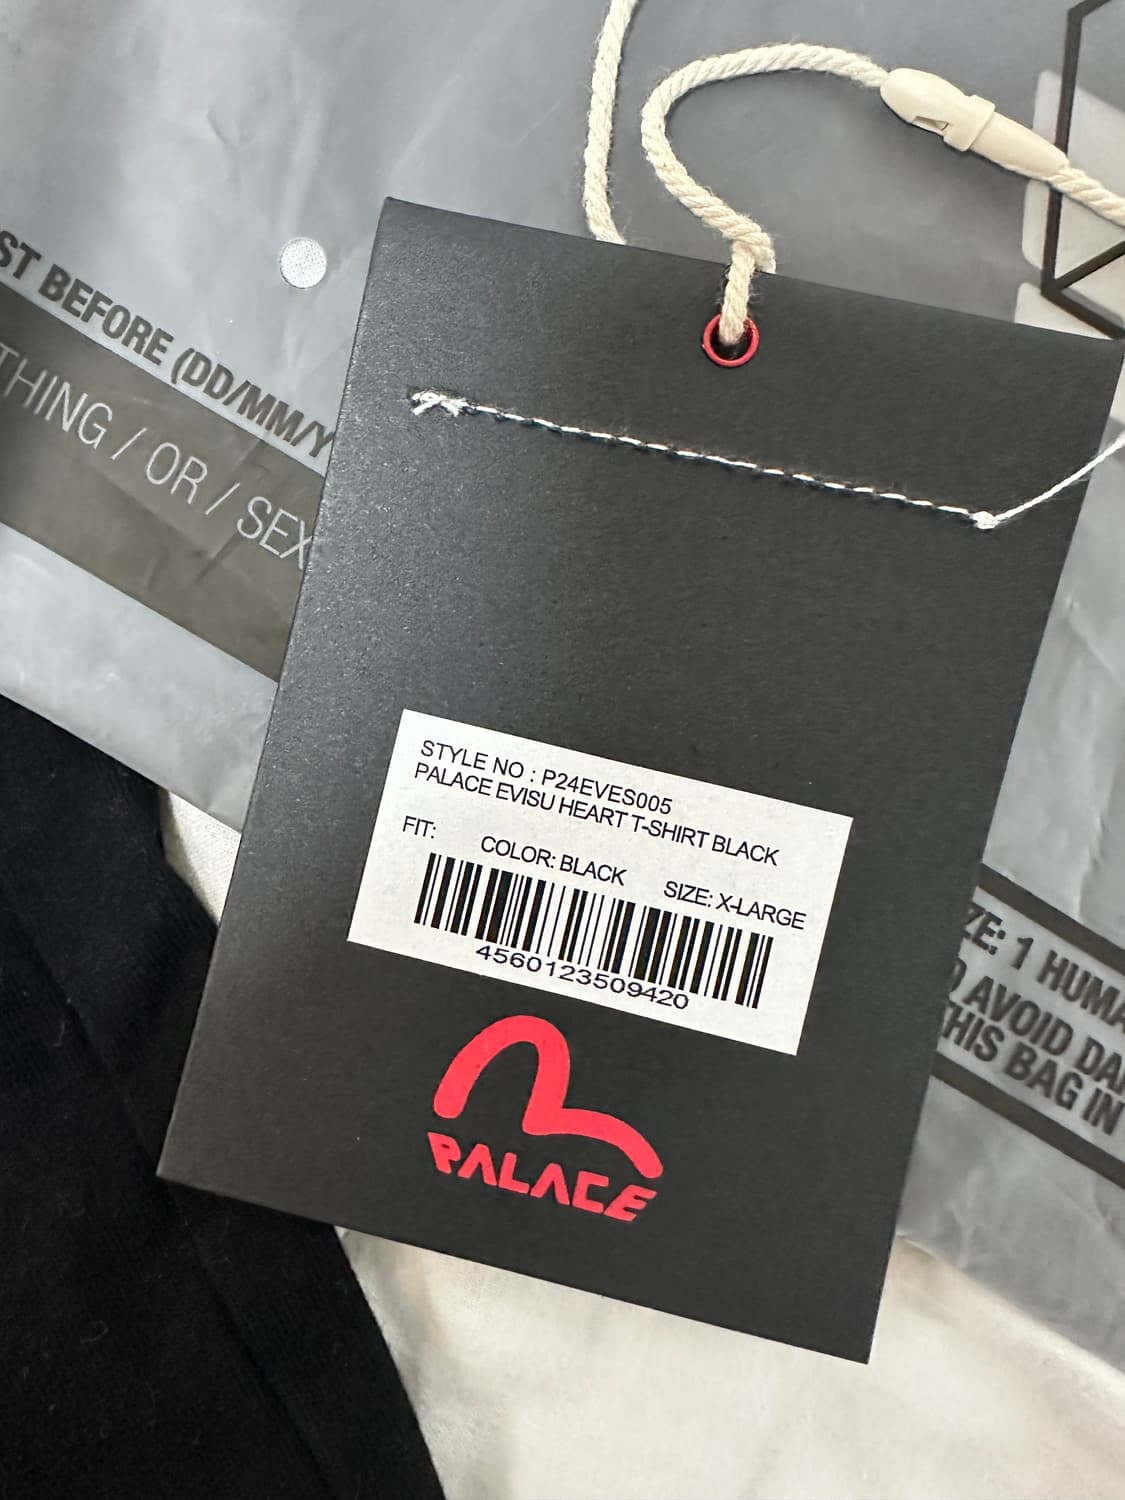 ST BEFORE (DD/MM/Y
THING / OR / SEX
STYLE NO : P24EVES005
PALACE EVISU HEART T-SHIRT BLACK
FIT:
COLOR: BLACK SIZE: X-LARGE
4560123509420
PALACE
ZE: 1 HUMA
O AVOID DA
THIS BAG IN